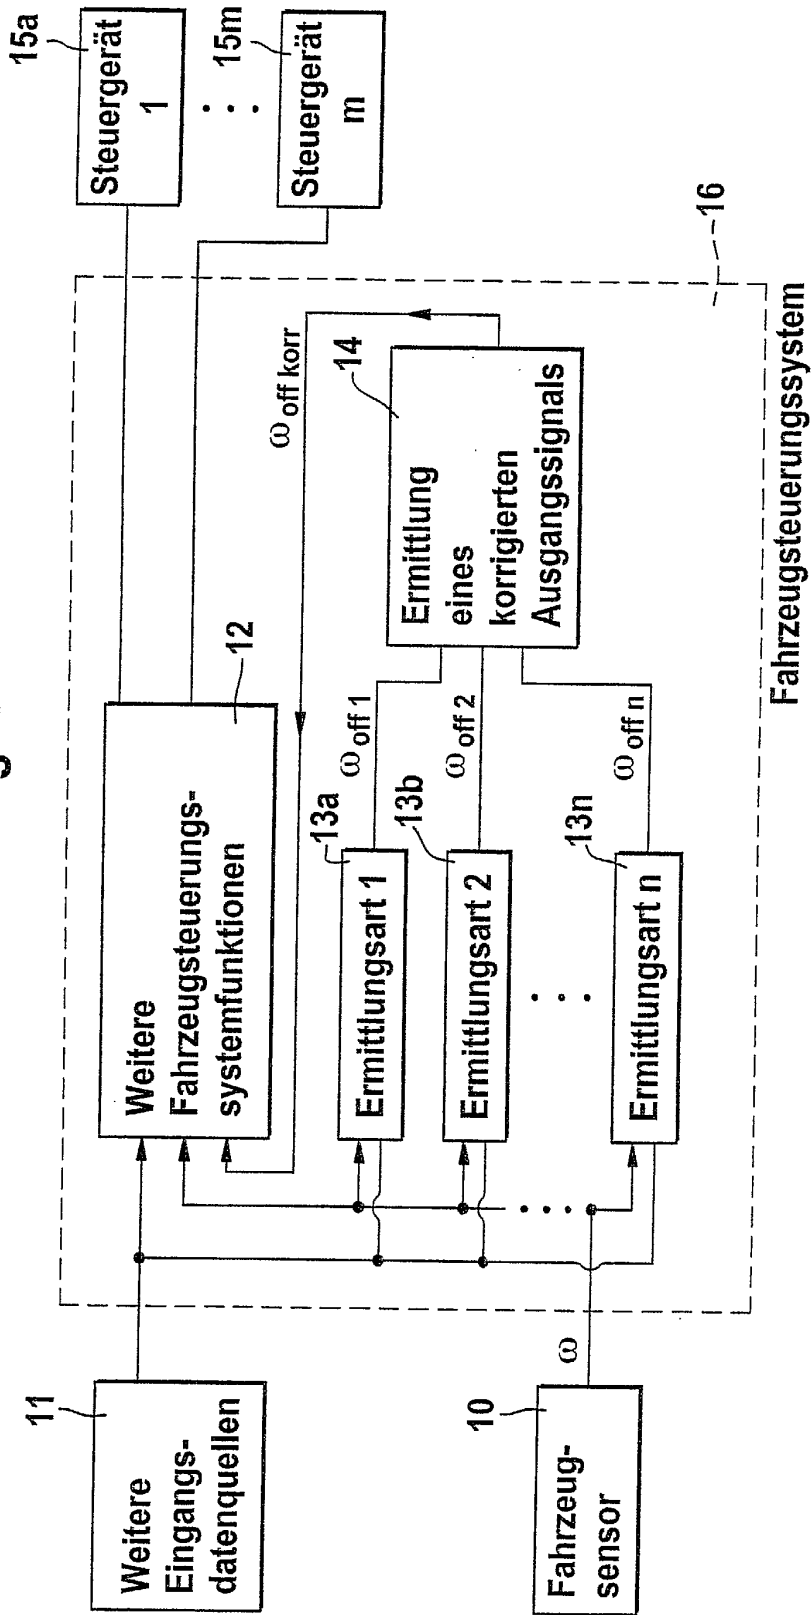 11
Weitere
Eingangs-
datenquellen
10
Fahrzeug-
sensor
ω
Weitere
Fahrzeugsteuerungs-
systemfunktionen
12
13a
Ermittlungsart 1
13b
Ermittlungsart 2
13n
Ermittlungsart n
ω off 1
ω off 2
ω off n
ω off korr
14
Ermittlung
eines
korrigierten
Ausgangssignals
15a
Steuergerät
1
15m
Steuergerät
m
16
Fahrzeugsteuerungssystem